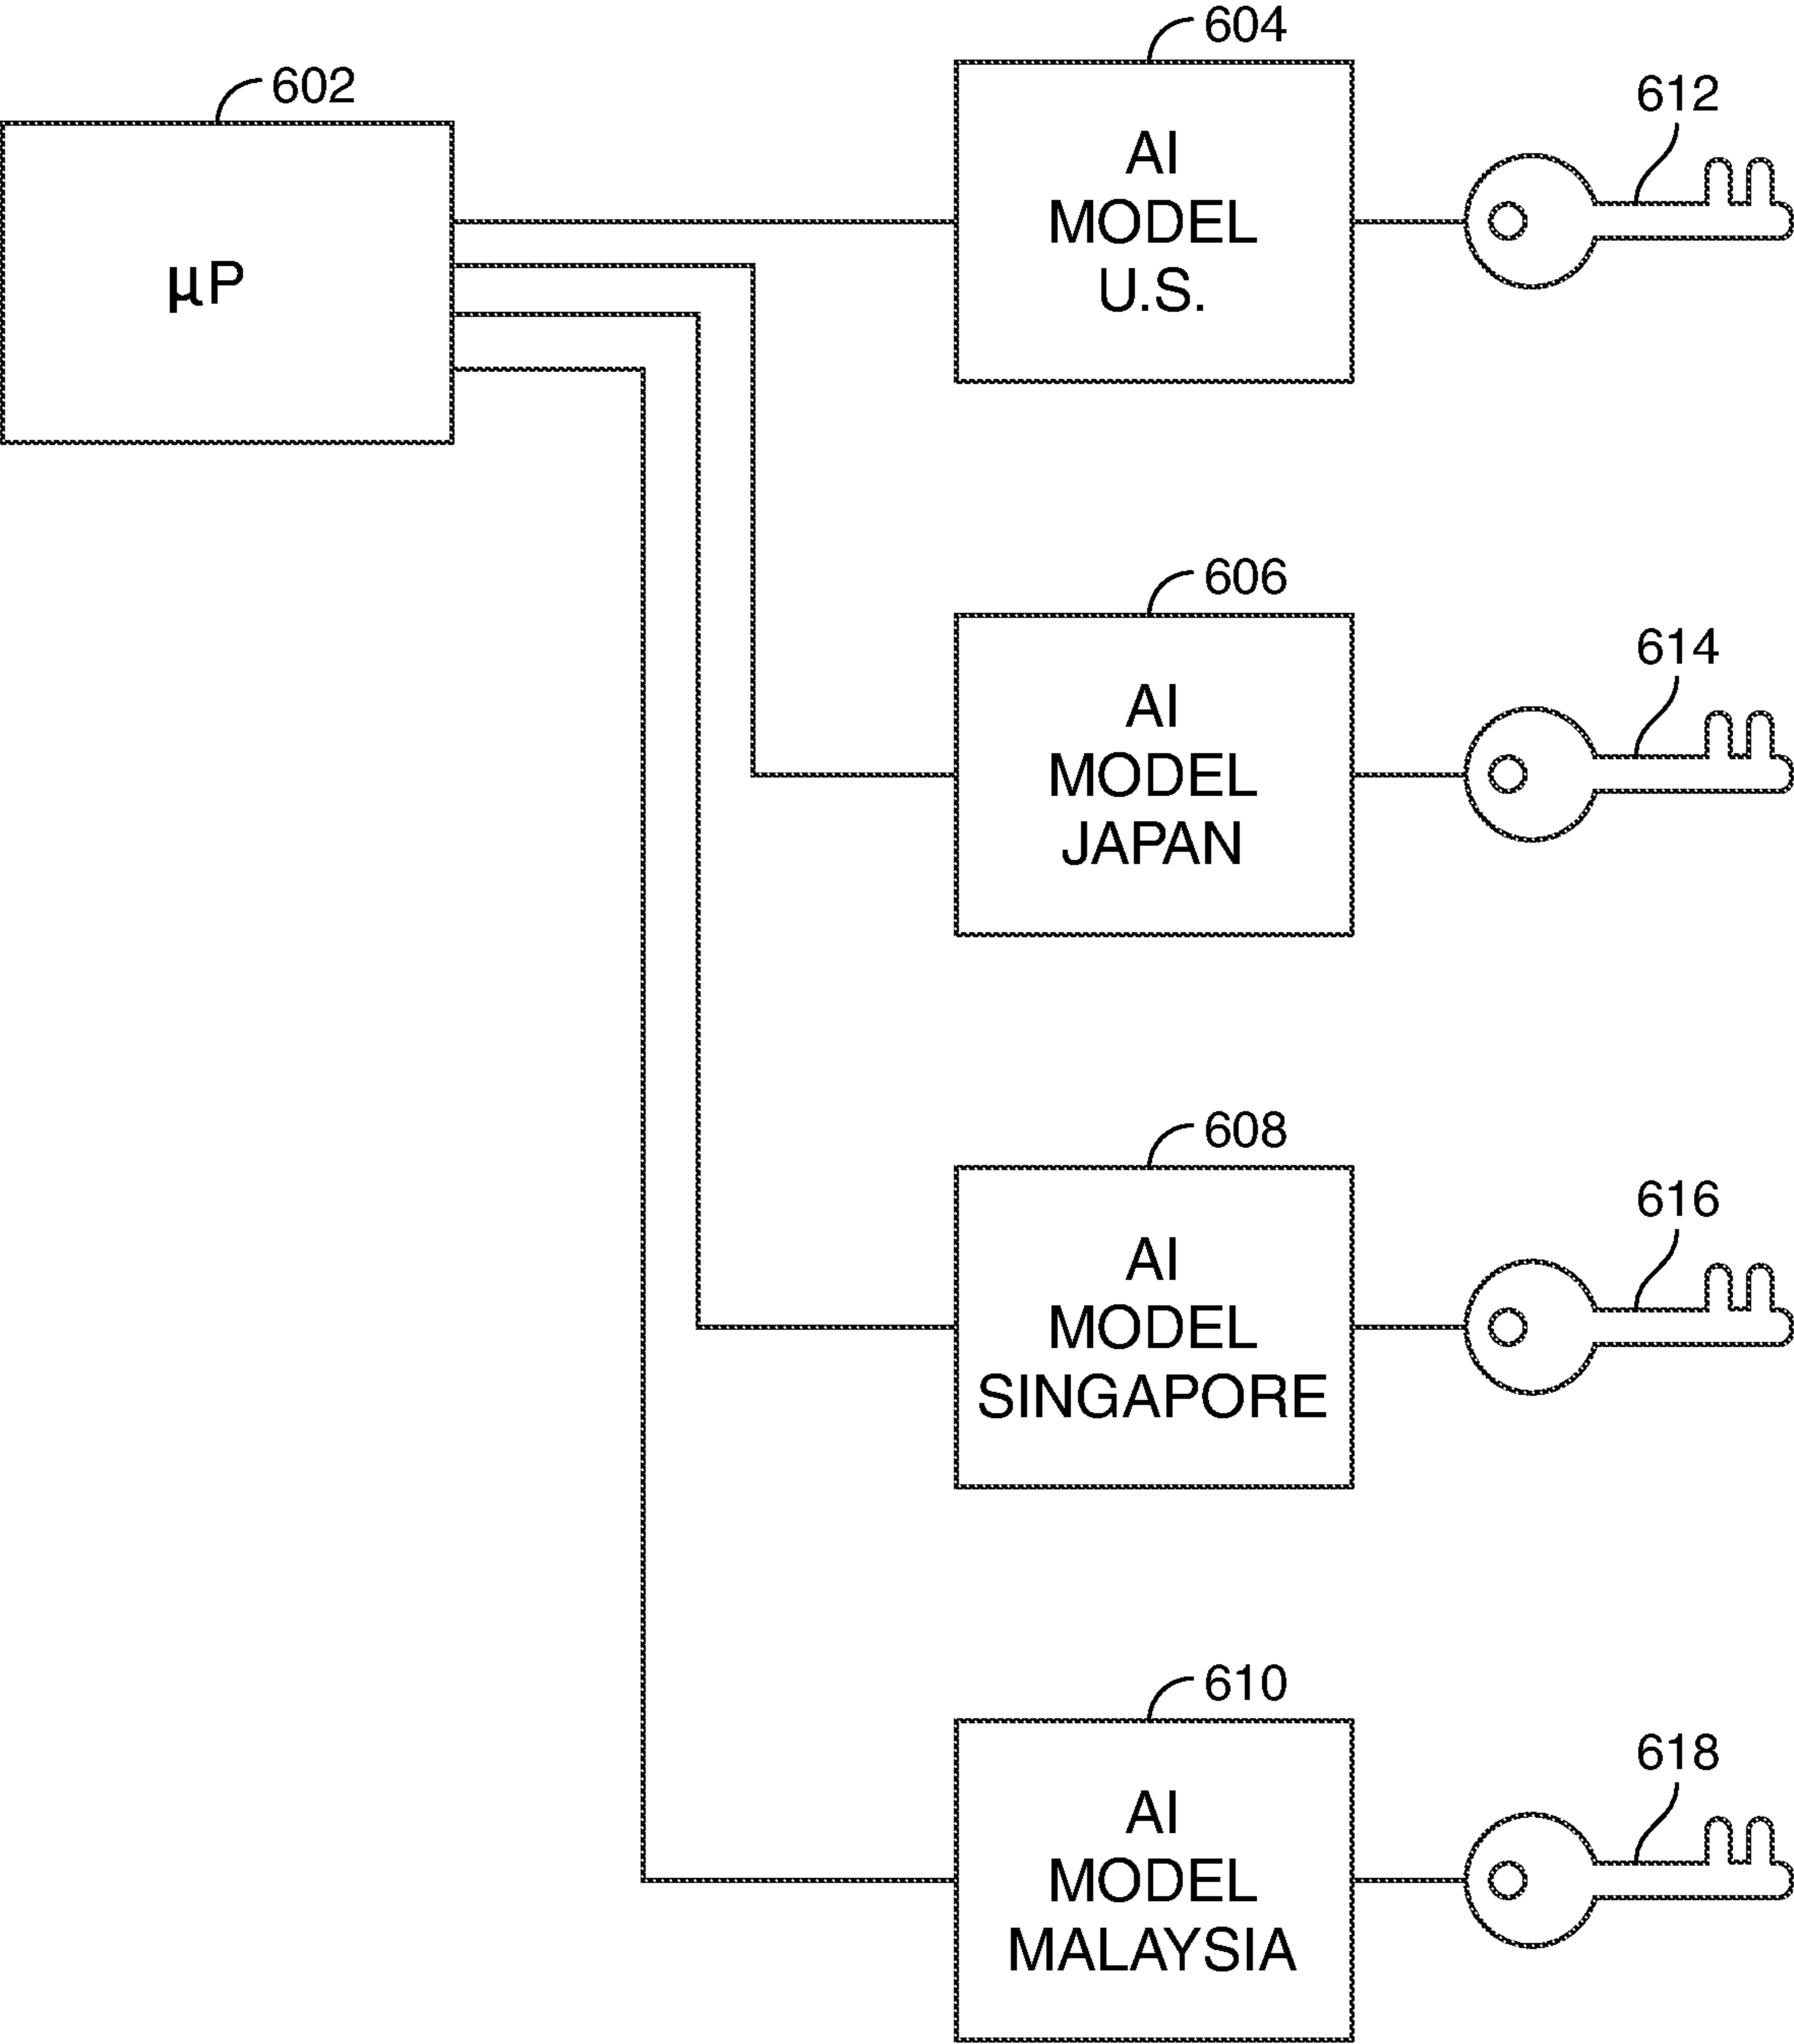 604
602
612
AI
MODEL
U.S.
µP
606
614
AI
MODEL
JAPAN
608
616
AI
MODEL
SINGAPORE
610
618
AI
MODEL
MALAYSIA